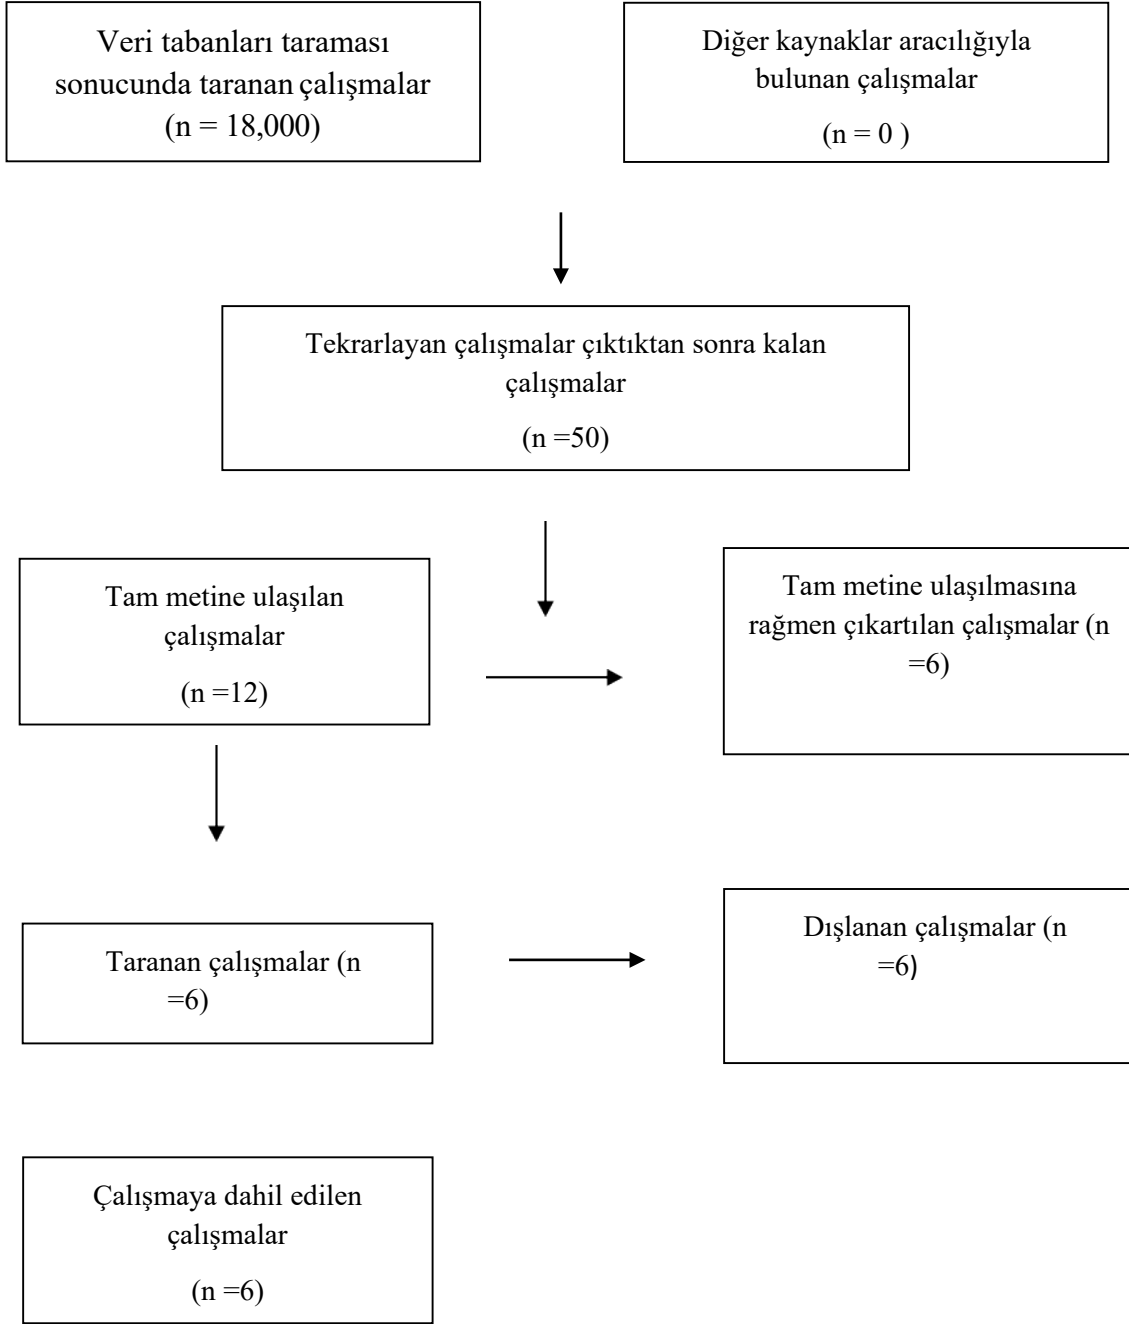 Veri tabanları taraması
sonucunda taranan çalışmalar
(n = 18,000)
Diğer kaynaklar aracılığıyla
bulunan çalışmalar
(n = 0 )
Tekrarlayan çalışmalar çıktıktan sonra kalan
çalışmalar
(n =50)
Tam metine ulaşılan
çalışmalar
(n =12)
Tam metine ulaşılmasına
rağmen çıkartılan çalışmalar (n
=6)
Taranan çalışmalar (n
=6)
Dışlanan çalışmalar (n
=6)
Çalışmaya dahil edilen
çalışmalar
(n =6)